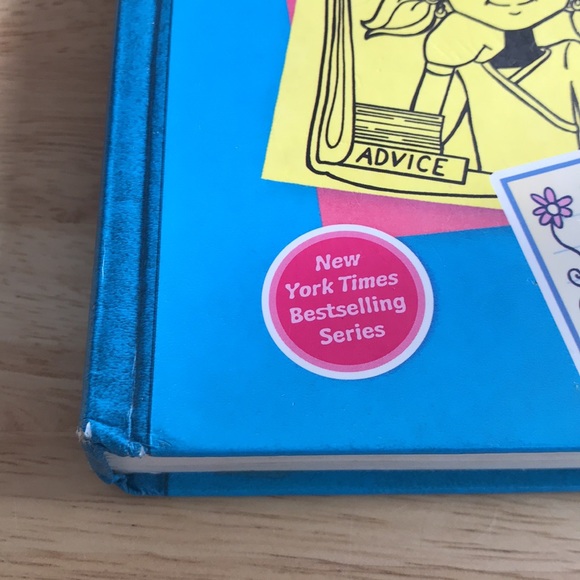 ADVICE
New
York Times
Bestselling
Series